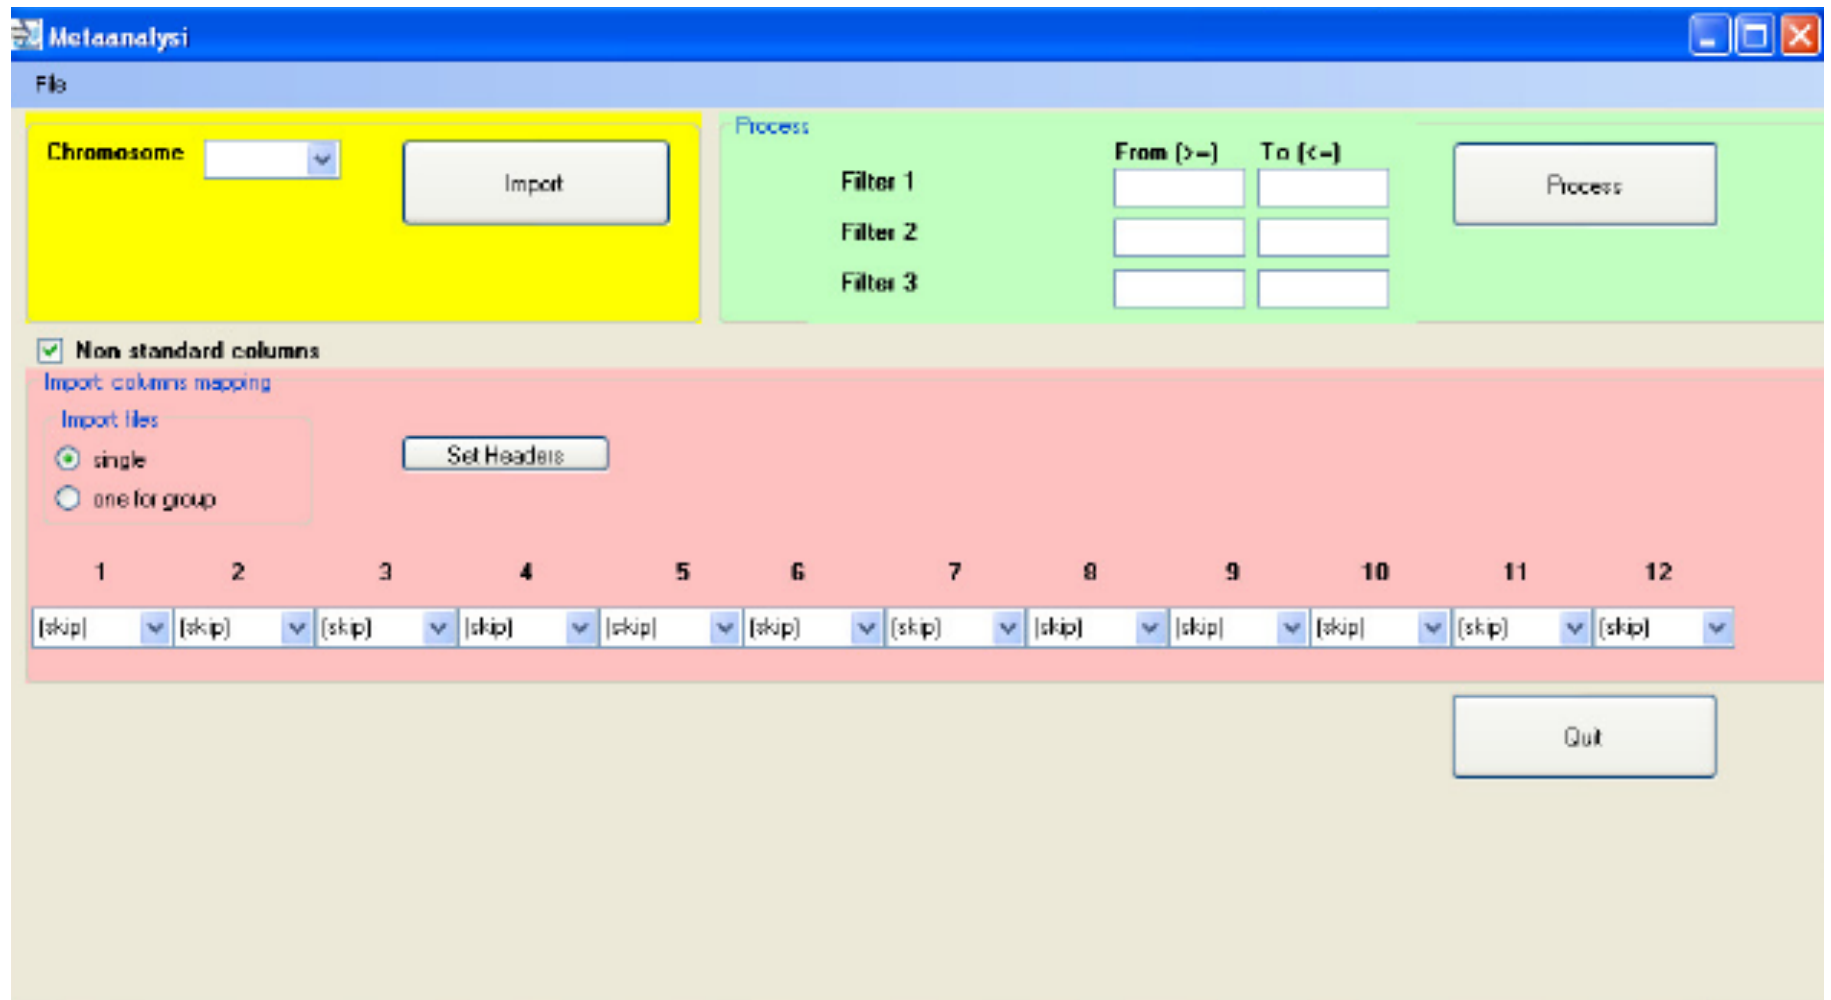 Metaanalysi
File
Chromosome
Import
Process
From (>=) To (<=)
Filter 1
Process
Filter 2
Filter 3
Non standard columns
Import columns mapping
Import files
single
Set Headers
one for group
1 2 3 4 5 6 7 8 9 10 11 12
(skip) (skip) (skip) (skip) (skip) (skip) (skip) (skip) (skip) (skip) (skip) (skip)
Quit